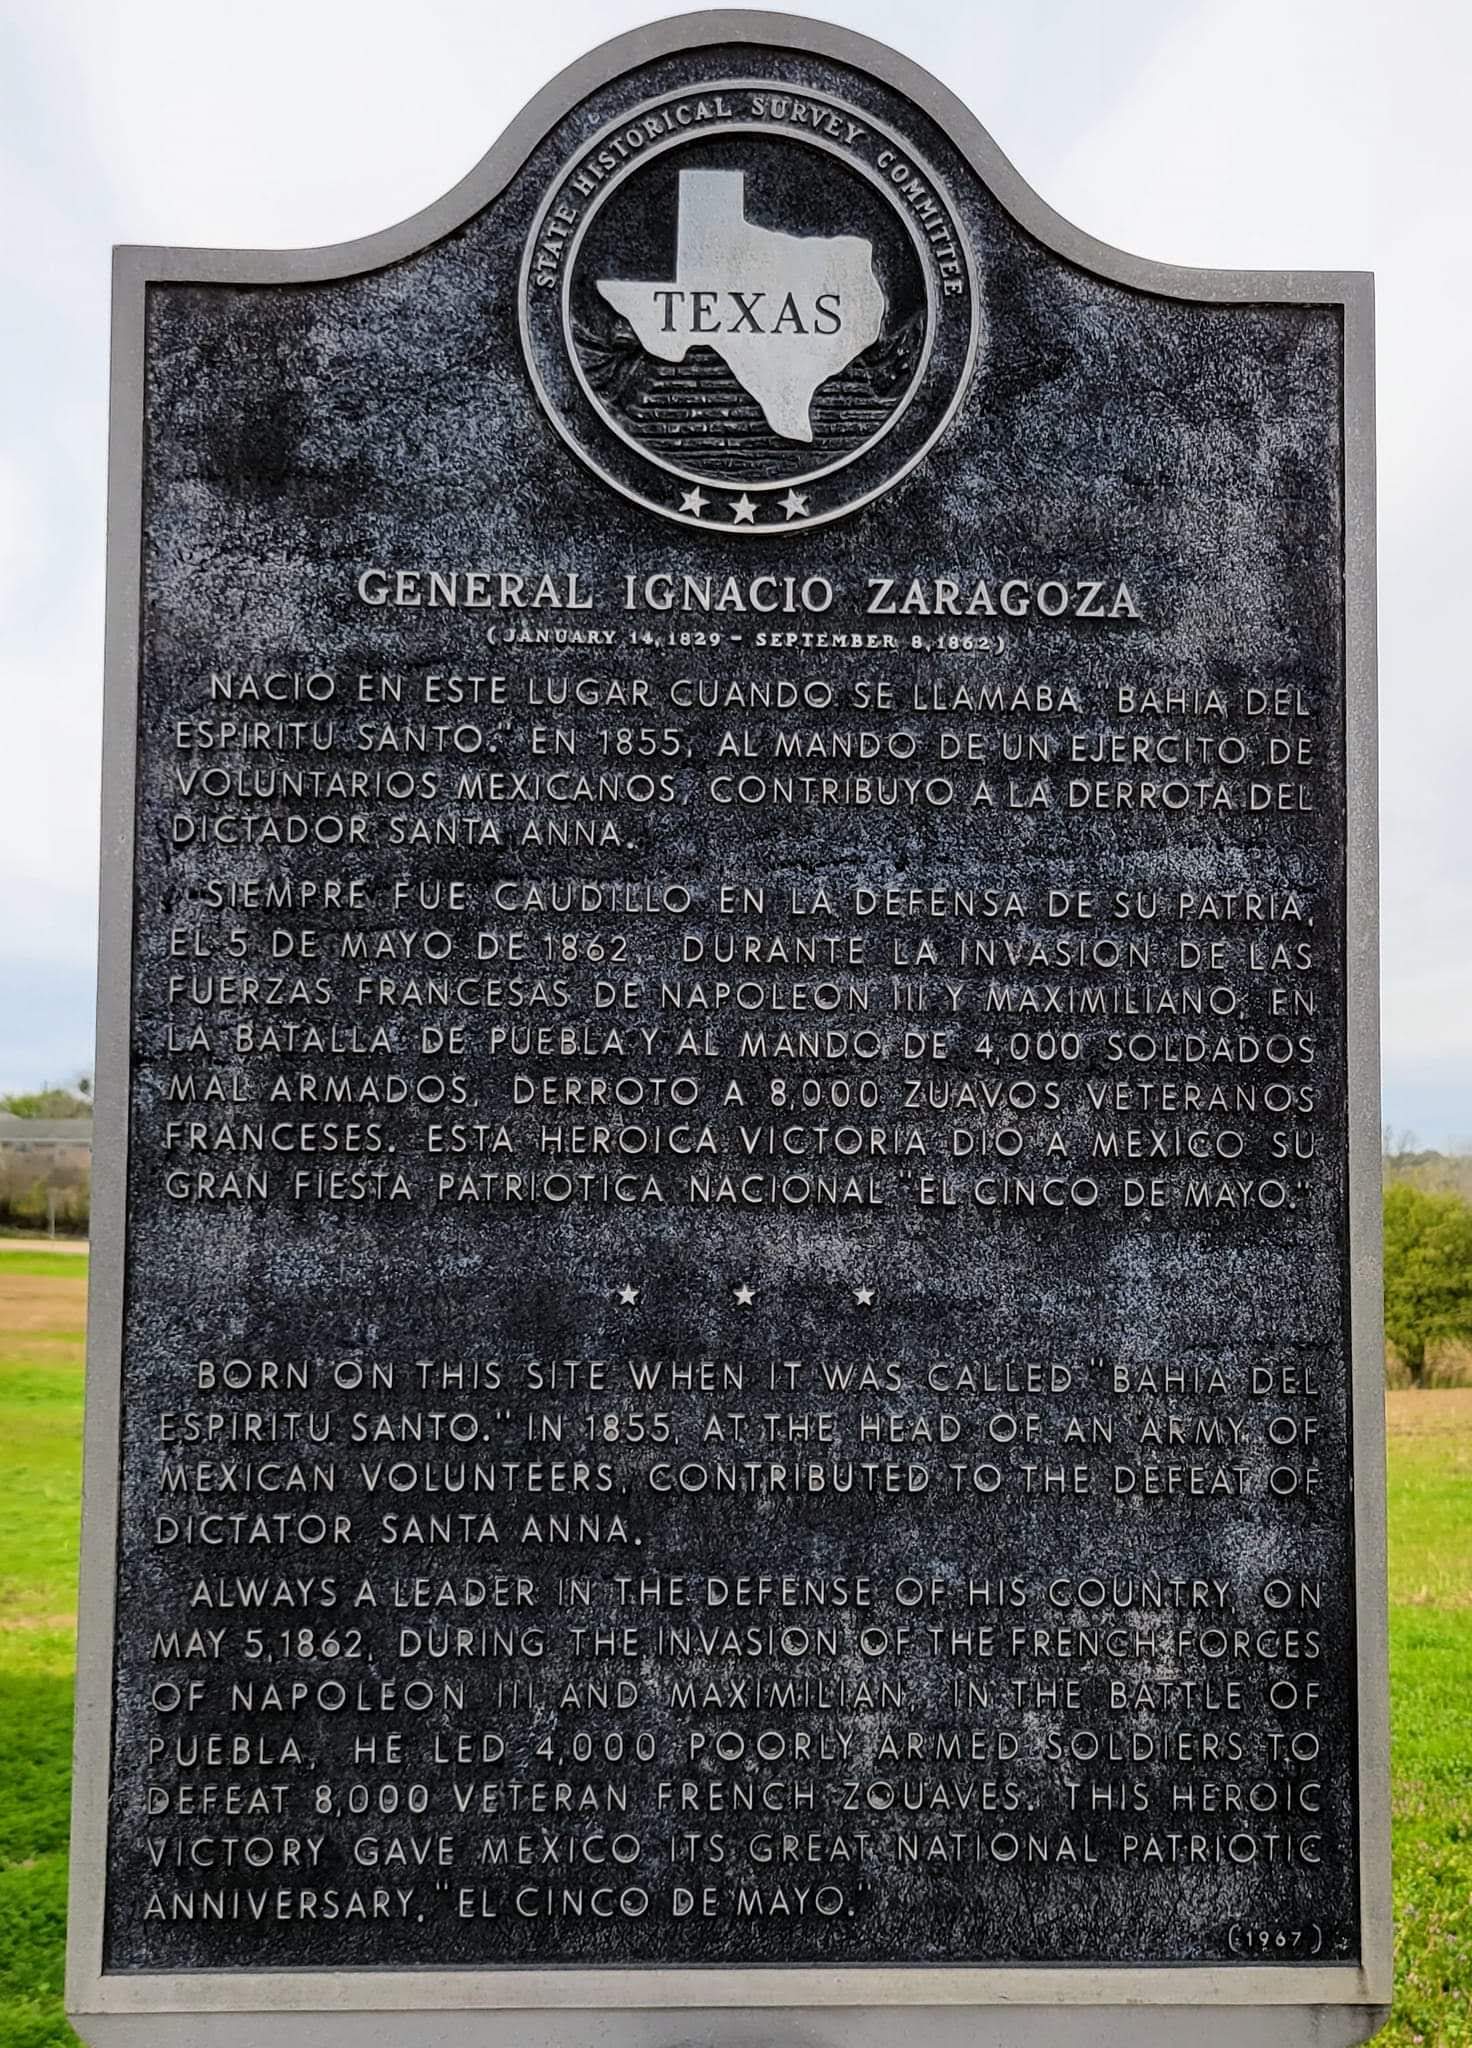 STATE HISTORICAL SURVEY COMMITTEE
TEXAS
GENERAL IGNACIO ZARAGOZA
(JANUARY 14, 1829 - SEPTEMBER 8, 1862)
NACIO EN ESTE LUGAR CUANDO SE LLAMABA "BAHIA DEL
ESPIRITU SANTO." EN 1855, AL MANDO DE UN EJERCITO DE
VOLUNTARIOS MEXICANOS, CONTRIBUYO A LA DERROTA DEL
DICTADOR SANTA ANNA.
SIEMPRE FUE CAUDILLO EN LA DEFENSA DE SU PATRIA,
EL 5 DE MAYO DE 1862, DURANTE LA INVASION DE LAS
FUERZAS FRANCESAS DE NAPOLEON III Y MAXIMILIANO, EN
LA BATALLA DE PUEBLA Y AL MANDO DE 4,000 SOLDADOS
MAL ARMADOS, DERROTO A 8,000 ZUAVOS VETERANOS
FRANCESES. ESTA HEROICA VICTORIA DIO A MEXICO SU
GRAN FIESTA PATRIOTICA NACIONAL "EL CINCO DE MAYO."
BORN ON THIS SITE WHEN IT WAS CALLED "BAHIA DEL
ESPIRITU SANTO." IN 1855, AT THE HEAD OF AN ARMY OF
MEXICAN VOLUNTEERS, CONTRIBUTED TO THE DEFEAT OF
DICTATOR SANTA ANNA.
ALWAYS A LEADER IN THE DEFENSE OF HIS COUNTRY, ON
MAY 5, 1862, DURING THE INVASION OF THE FRENCH FORCES
OF NAPOLEON III AND MAXIMILIAN, IN THE BATTLE OF
PUEBLA, HE LED 4,000 POORLY ARMED SOLDIERS TO
DEFEAT 8,000 VETERAN FRENCH ZOUAVES. THIS HEROIC
VICTORY GAVE MEXICO ITS GREAT NATIONAL PATRIOTIC
ANNIVERSARY, "EL CINCO DE MAYO."
(1967)